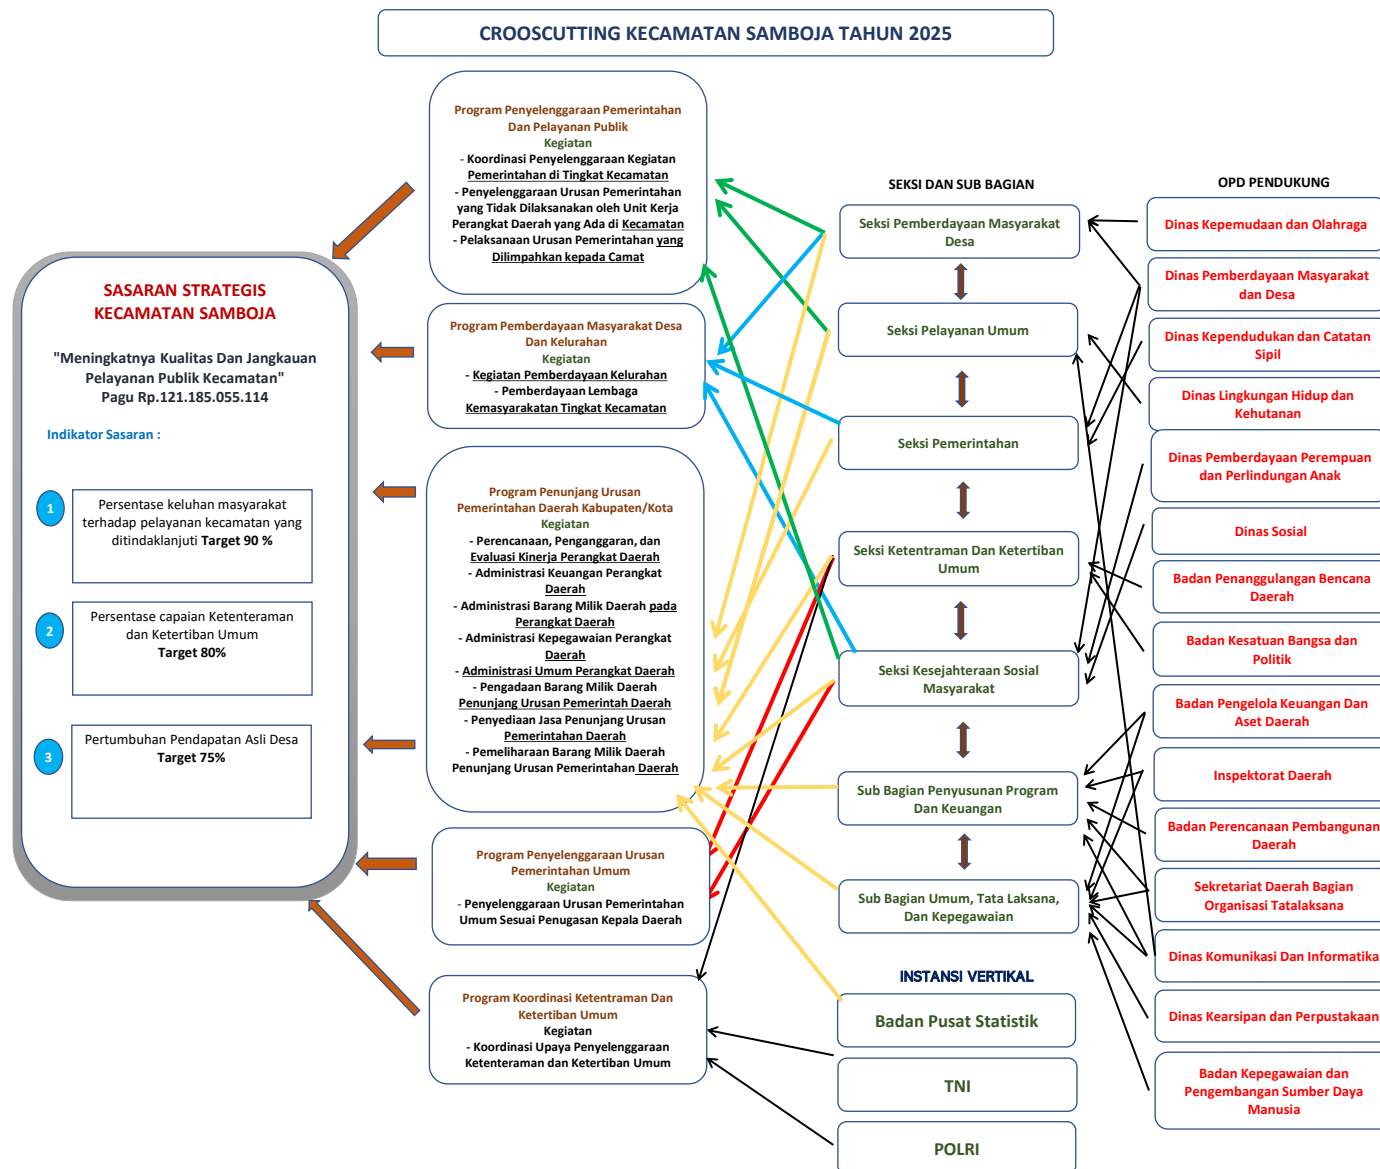 CROOSCUTTING KECAMATAN SAMBOJA TAHUN 2025
SASARAN STRATEGIS
KECAMATAN SAMBOJA
"Meningkatnya Kualitas Dan Jangkauan
Pelayanan Publik Kecamatan"
Pagu Rp.121.185.055.114
Indikator Sasaran :
1
Persentase keluhan masyarakat
terhadap pelayanan kecamatan yang
ditindaklanjuti Target 90 %
2
Persentase capaian Ketenteraman
dan Ketertiban Umum
Target 80%
3
Pertumbuhan Pendapatan Asli Desa
Target 75%
Program Penyelenggaraan Pemerintahan
Dan Pelayanan Publik
Kegiatan
- Koordinasi Penyelenggaraan Kegiatan
Pemerintahan di Tingkat Kecamatan
- Penyelenggaraan Urusan Pemerintahan
yang Tidak Dilaksanakan oleh Unit Kerja
Perangkat Daerah yang Ada di Kecamatan
- Pelaksanaan Urusan Pemerintahan yang
Dilimpahkan kepada Camat
Program Pemberdayaan Masyarakat Desa
Dan Kelurahan
Kegiatan
- Kegiatan Pemberdayaan Kelurahan
- Pemberdayaan Lembaga
Kemasyarakatan Tingkat Kecamatan
Program Penunjang Urusan
Pemerintahan Daerah Kabupaten/Kota
Kegiatan
- Perencanaan, Penganggaran, dan
Evaluasi Kinerja Perangkat Daerah
- Administrasi Keuangan Perangkat
Daerah
- Administrasi Barang Milik Daerah pada
Perangkat Daerah
- Administrasi Kepegawaian Perangkat
Daerah
- Administrasi Umum Perangkat Daerah
- Pengadaan Barang Milik Daerah
Penunjang Urusan Pemerintah Daerah
- Penyediaan Jasa Penunjang Urusan
Pemerintahan Daerah
- Pemeliharaan Barang Milik Daerah
Penunjang Urusan Pemerintahan Daerah
Program Penyelenggaraan Urusan
Pemerintahan Umum
Kegiatan
- Penyelenggaraan Urusan Pemerintahan
Umum Sesuai Penugasan Kepala Daerah
Program Koordinasi Ketentraman Dan
Ketertiban Umum
Kegiatan
- Koordinasi Upaya Penyelenggaraan
Ketenteraman dan Ketertiban Umum
SEKSI DAN SUB BAGIAN
Seksi Pemberdayaan Masyarakat
Desa
Seksi Pelayanan Umum
Seksi Pemerintahan
Seksi Ketentraman Dan Ketertiban
Umum
Seksi Kesejahteraan Sosial
Masyarakat
Sub Bagian Penyusunan Program
Dan Keuangan
Sub Bagian Umum, Tata Laksana,
Dan Kepegawaian
INSTANSI VERTIKAL
Badan Pusat Statistik
TNI
POLRI
OPD PENDUKUNG
Dinas Kepemudaan dan Olahraga
Dinas Pemberdayaan Masyarakat
dan Desa
Dinas Kependudukan dan Catatan
Sipil
Dinas Lingkungan Hidup dan
Kehutanan
Dinas Pemberdayaan Perempuan
dan Perlindungan Anak
Dinas Sosial
Badan Penanggulangan Bencana
Daerah
Badan Kesatuan Bangsa dan
Politik
Badan Pengelola Keuangan Dan
Aset Daerah
Inspektorat Daerah
Badan Perencanaan Pembangunan
Daerah
Sekretariat Daerah Bagian
Organisasi Tatalaksana
Dinas Komunikasi Dan Informatika
Dinas Kearsipan dan Perpustakaan
Badan Kepegawaian dan
Pengembangan Sumber Daya
Manusia